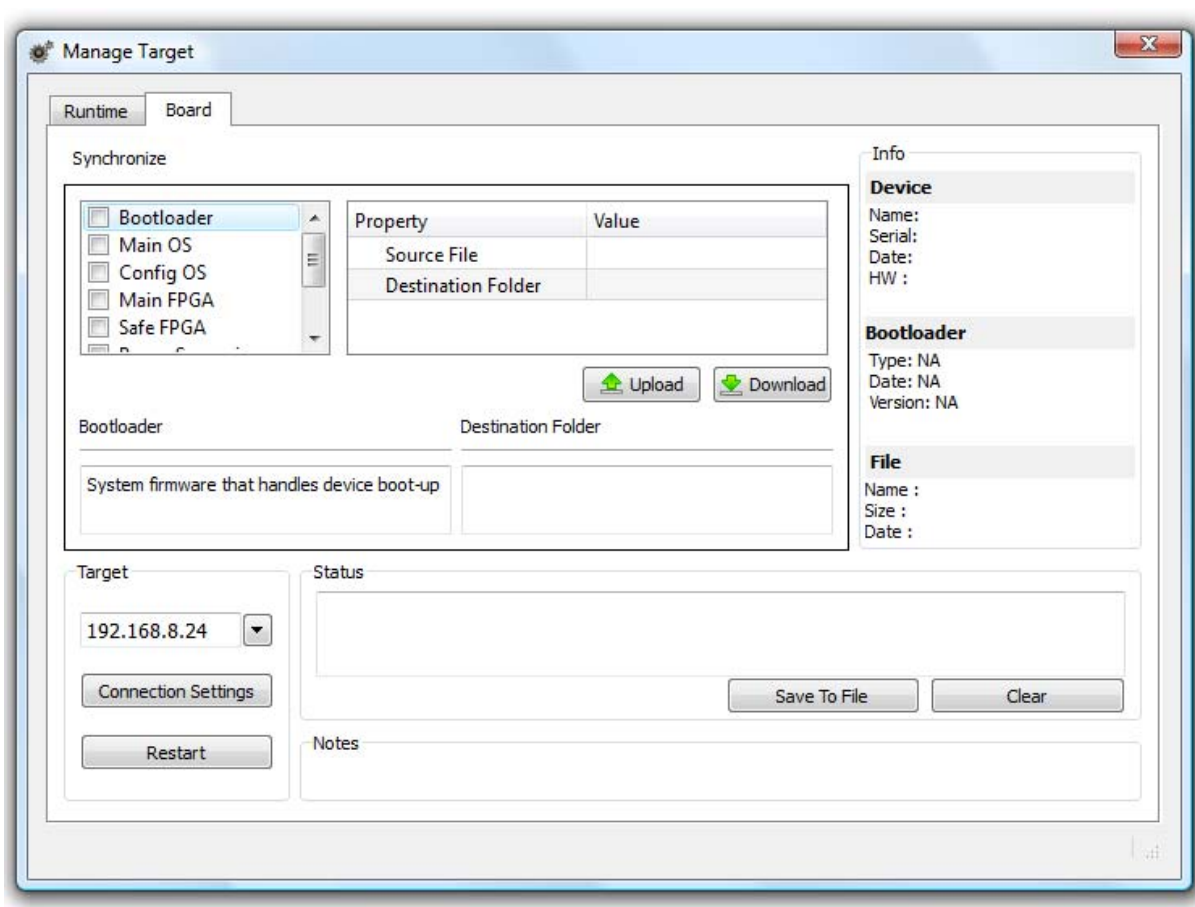 Manage Target
Runtime
Board
Synchronize
Bootloader
Main OS
Config OS
Main FPGA
Safe FPGA
Property Value
Source File
Destination Folder
Upload
Download
Bootloader
Destination Folder
System firmware that handles device boot-up
Info
Device
Name:
Serial:
Date:
HW :
Bootloader
Type: NA
Date: NA
Version: NA
File
Name :
Size :
Date :
Target
192.168.8.24
Connection Settings
Restart
Status
Save To File
Clear
Notes